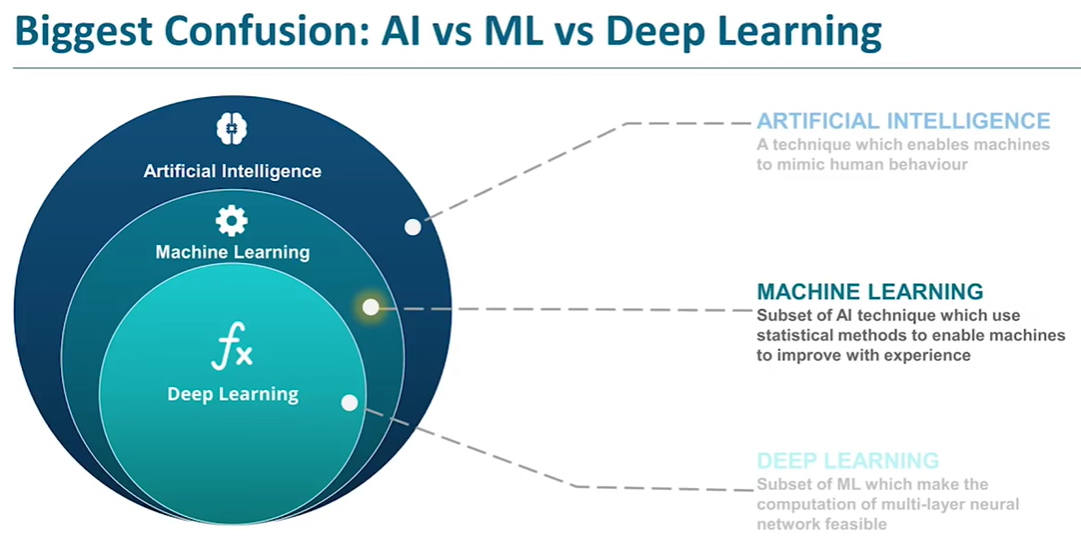 Biggest Confusion: AI vs ML vs Deep Learning
Artificial Intelligence
Machine Learning
fx
Deep Learning
ARTIFICIAL INTELLIGENCE
A technique which enables machines
to mimic human behaviour
MACHINE LEARNING
Subset of AI technique which use
statistical methods to enable machines
to improve with experience
DEEP LEARNING
Subset of ML which make the
computation of multi-layer neural
network feasible